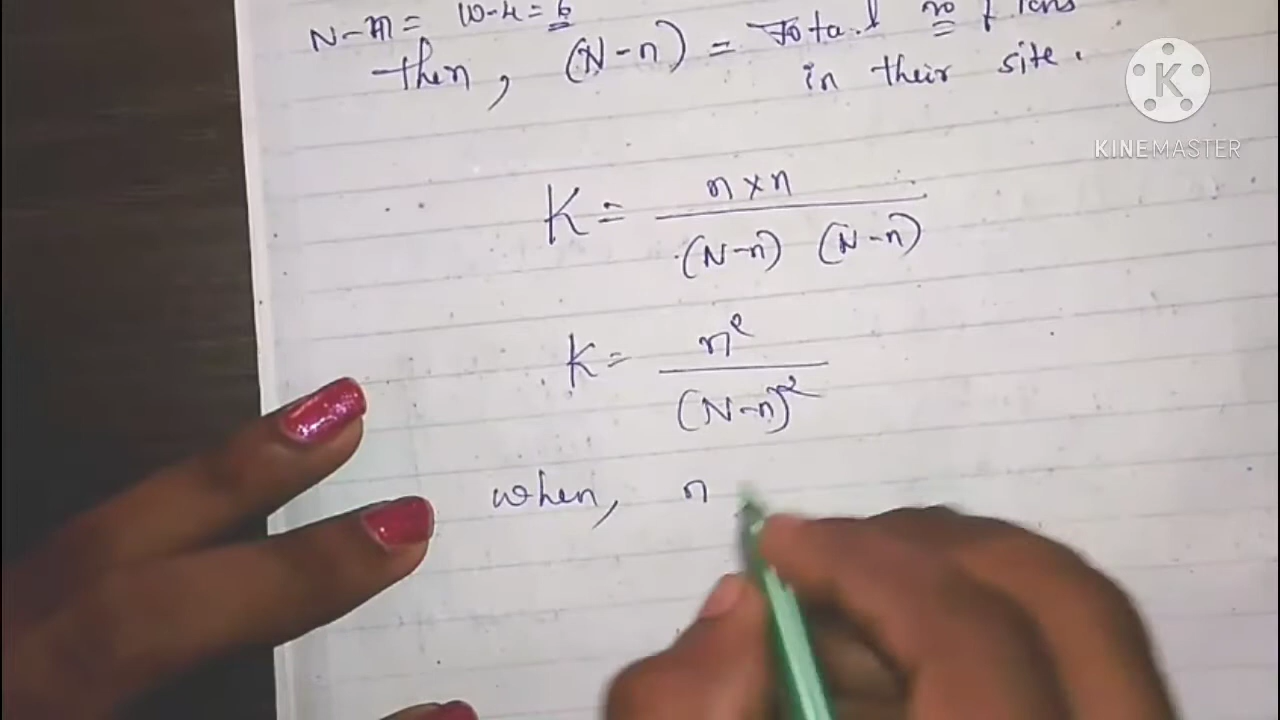 N-n = 10-4 = 6
then, (N-n) = Total no of ions
in their site.
K = n×n / (N-n) (N-n)
K = n² / (N-n)²
when, n
KINEMASTER